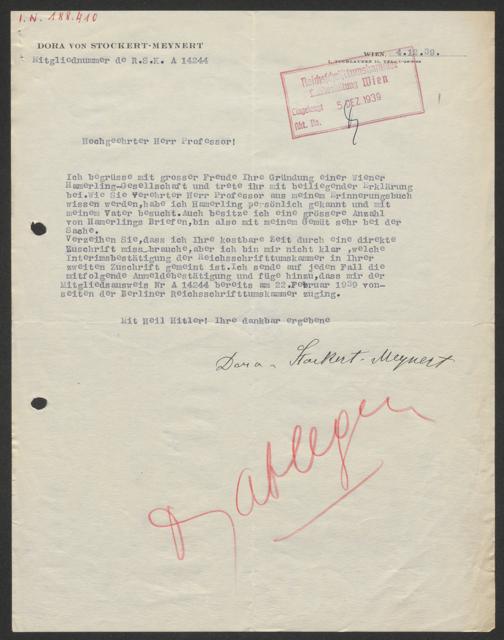 I.N. 188.410
DORA VON STOCKERT-MEYNERT
Mitgliednummer de R.S.K. A 14244
WIEN, 4.12.39.
Reichsschrifttumskammer
Landesleitung Wien
Eingelangt 5. DEZ. 1939
Akt. No.
Hochgeehrter Herr Professor!
Ich begrüsse mit grosser Freude Ihre Gründung einer Wiener
Hamerling-Gesellschaft und trete ihr mit beiliegender Erklärung
bei.Wie Sie verehrter Herr Professor aus meinem Erinnerungsbuch
wissen werden,habe ich Hamerling persönlich gekannt und mit
meinem Vater besucht.Auch besitze ich eine grössere Anzahl
von Hamerlings Briefen,bin also mit meinem Gemüt sehr bei der
Sache.
Verzeihen Sie,dass ich Ihre kostbare Zeit durch eine direkte
Zuschrift missbrauche,aber ich bin mir nicht klar ,welche
Interimsbestätigung der Reichsschrifttumskammer in Ihrer
zweiten Zuschrift gemeint ist.Ich sende auf jeden Fall die
mitfolgende Anmeldebestätigung und füge hinzu,dass mir der
Mitgliedsausweis Nr A 14244 bereits am 22.Februar 1939 von-
seiten der Berliner Reichsschrifttumskammer zuging.
Mit Heil Hitler! Ihre dankbar ergebene
Dora v Stockert-Meynert
ablegen